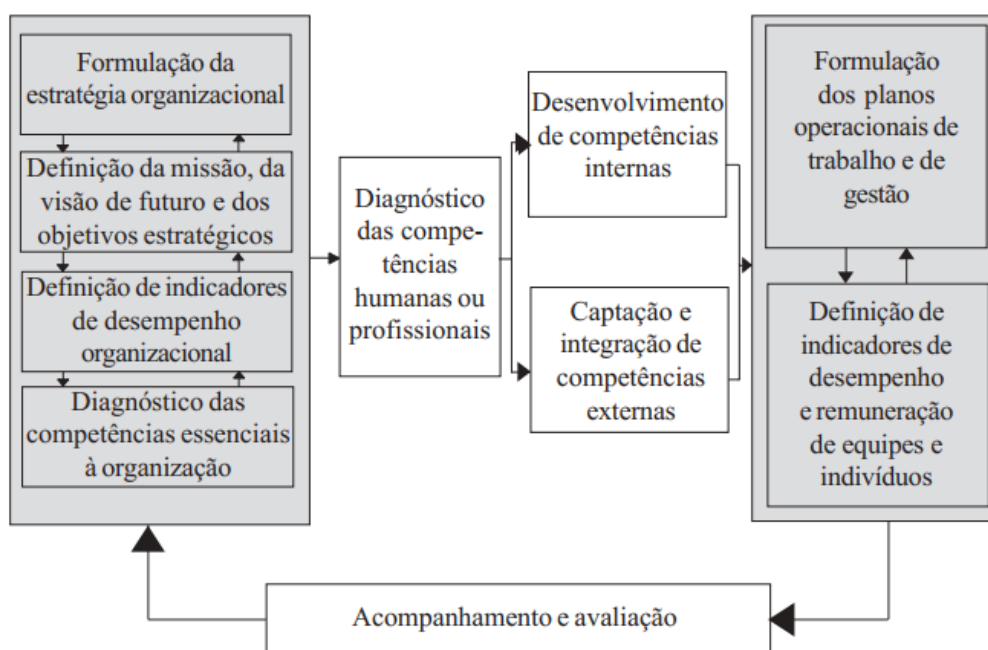 Formulação da
estratégia organizacional
Definição da missão, da
visão de futuro e dos
objetivos estratégicos
Definição de indicadores
de desempenho
organizacional
Diagnóstico das
competências essenciais
à organização
Diagnóstico
das compe-
tências
humanas ou
profissionais
Desenvolvimento
de competências
internas
Captação e
integração de
competências
externas
Formulação
dos planos
operacionais de
trabalho e de
gestão
Definição de
indicadores de
desempenho
e remuneração
de equipes e
indivíduos
Acompanhamento e avaliação